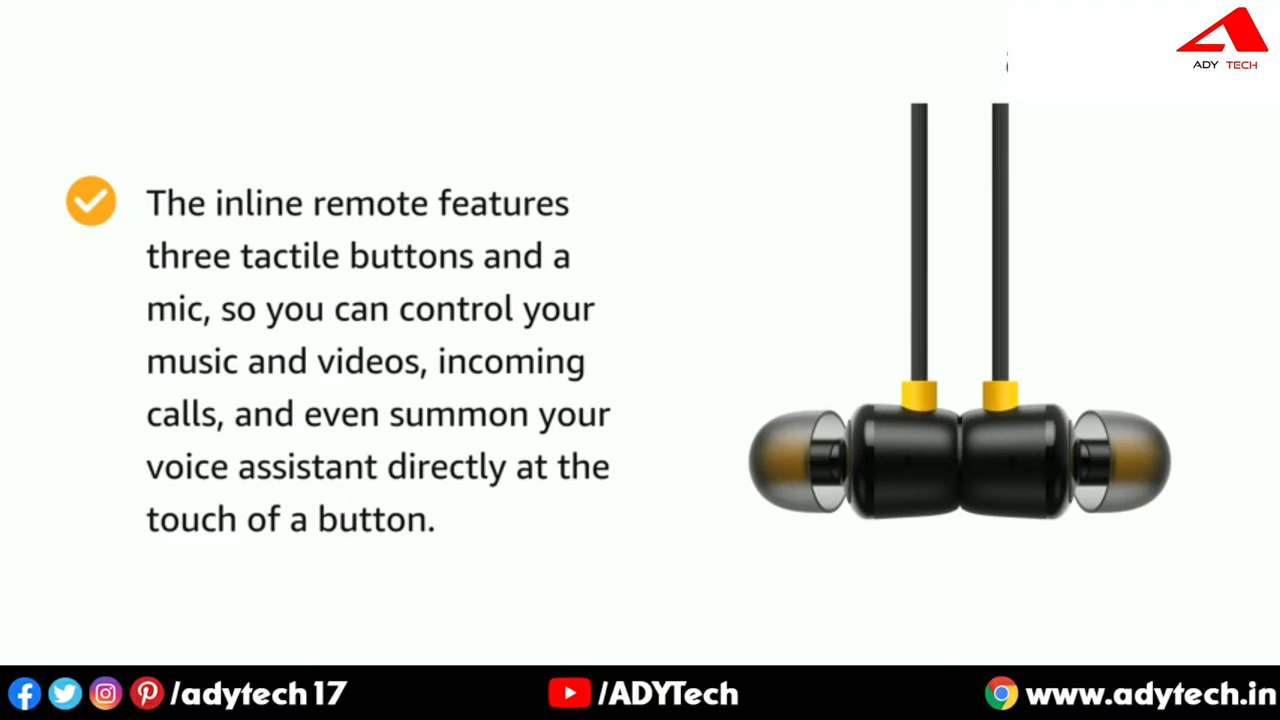 ADY TECH
The inline remote features
three tactile buttons and a
mic, so you can control your
music and videos, incoming
calls, and even summon your
voice assistant directly at the
touch of a button.
/adytech17
/ADYTech
www.adytech.in